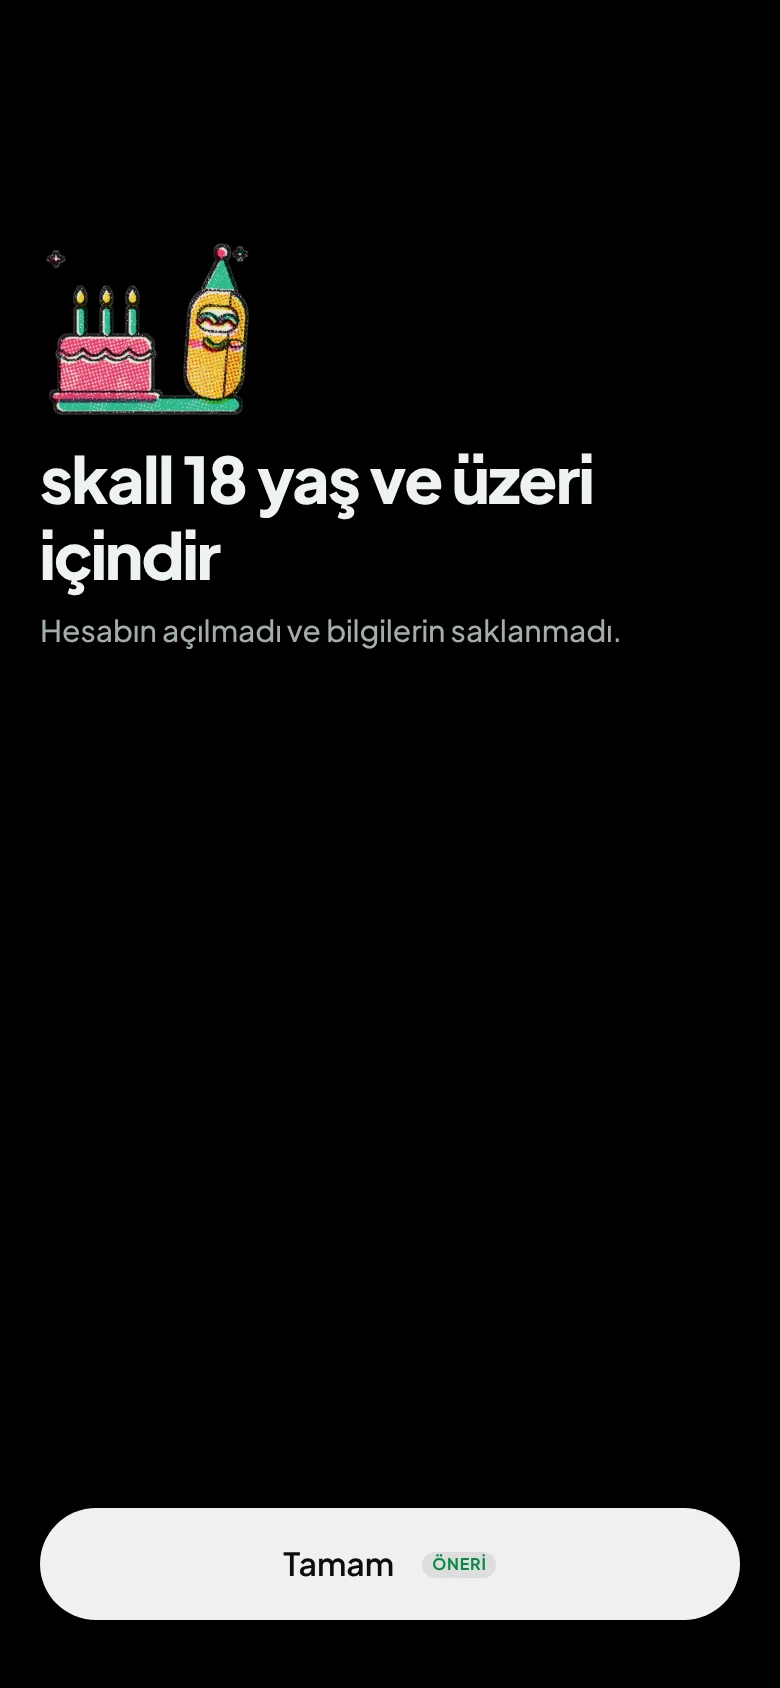 skall 18 yaş ve üzeri
içindir
Hesabın açılmadı ve bilgilerin saklanmadı.
Tamam ÖNERİ